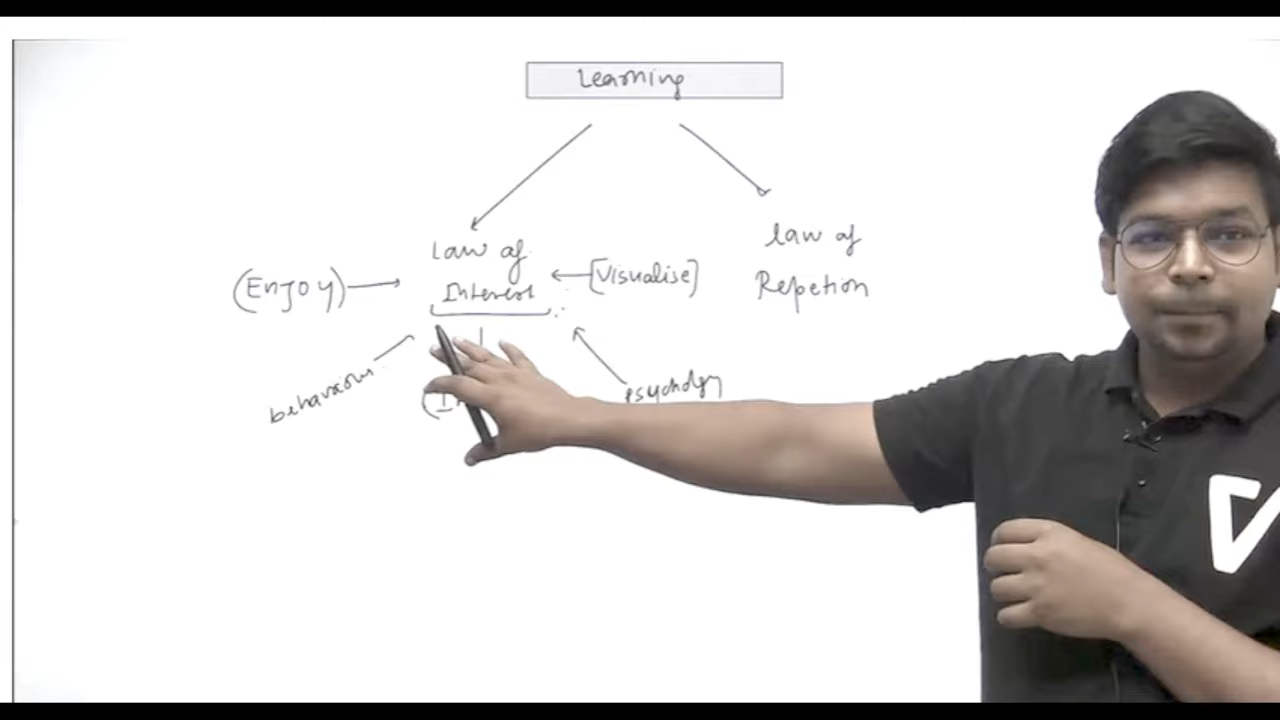 Learning
Law of
Interest
Law of
Repetion
(Enjoy)
[Visualise]
behaviour
psychology